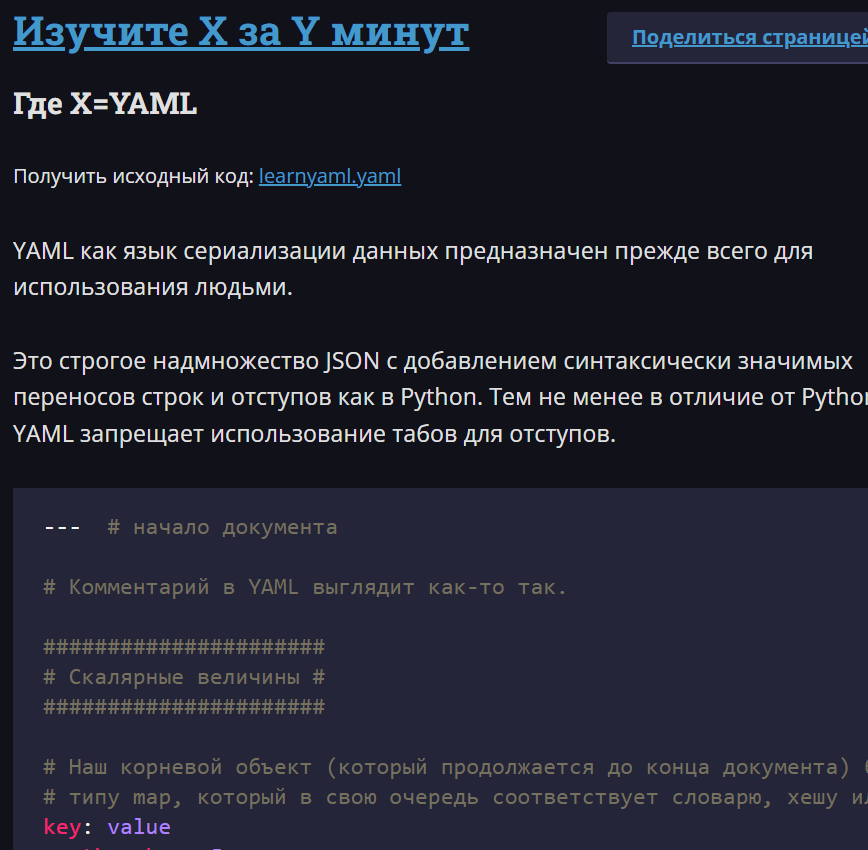 Изучите X за Y минут
Поделиться страницей
Где X=YAML
Получить исходный код: learnyaml.yaml
YAML как язык сериализации данных предназначен прежде всего для
использования людьми.
Это строгое надмножество JSON с добавлением синтаксически значимых
переносов строк и отступов как в Python. Тем не менее в отличие от Python
YAML запрещает использование табов для отступов.
--- # начало документа
# Комментарий в YAML выглядит как-то так.
######################
# Скалярные величины #
######################
# Наш корневой объект (который продолжается до конца документа)
# типу map, который в свою очередь соответствует словарю, хешу
key: value